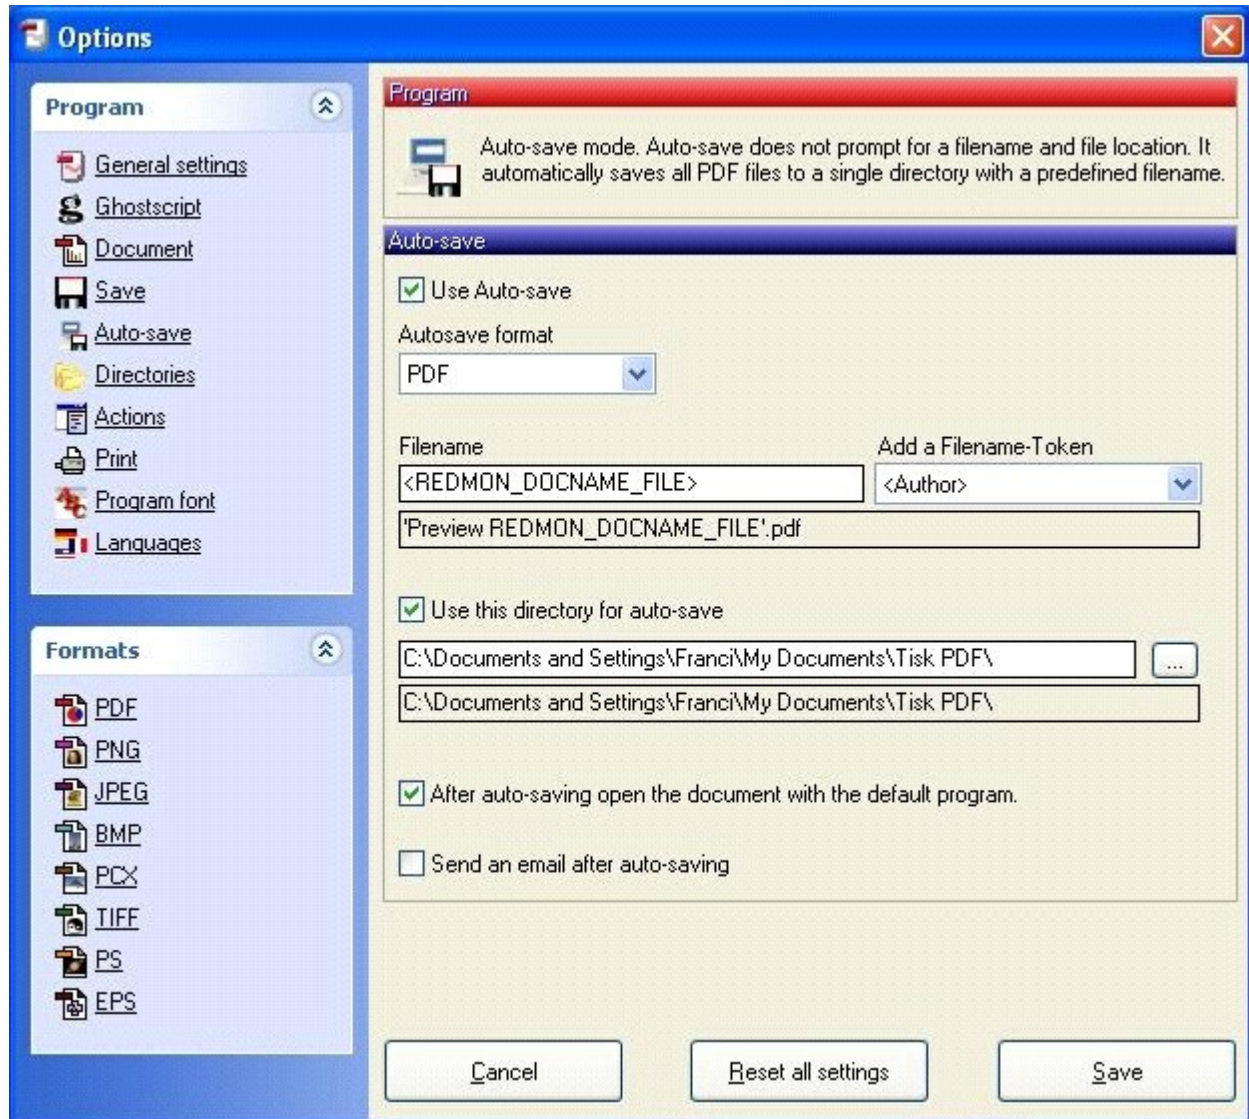 Options
Program
General settings
Ghostscript
Document
Save
Auto-save
Directories
Actions
Print
Program font
Languages
Formats
PDF
PNG
JPEG
BMP
PCX
TIFF
PS
EPS
Program
Auto-save mode. Auto-save does not prompt for a filename and file location. It
automatically saves all PDF files to a single directory with a predefined filename.
Auto-save
Use Auto-save
Autosave format
PDF
Filename
Add a Filename-Token
<REDMON_DOCNAME_FILE>
<Author>
'Preview REDMON_DOCNAME_FILE'.pdf
Use this directory for auto-save
C:\Documents and Settings\Franci\My Documents\Tisk PDF\
...
C:\Documents and Settings\Franci\My Documents\Tisk PDF\
After auto-saving open the document with the default program.
Send an email after auto-saving
Cancel
Reset all settings
Save